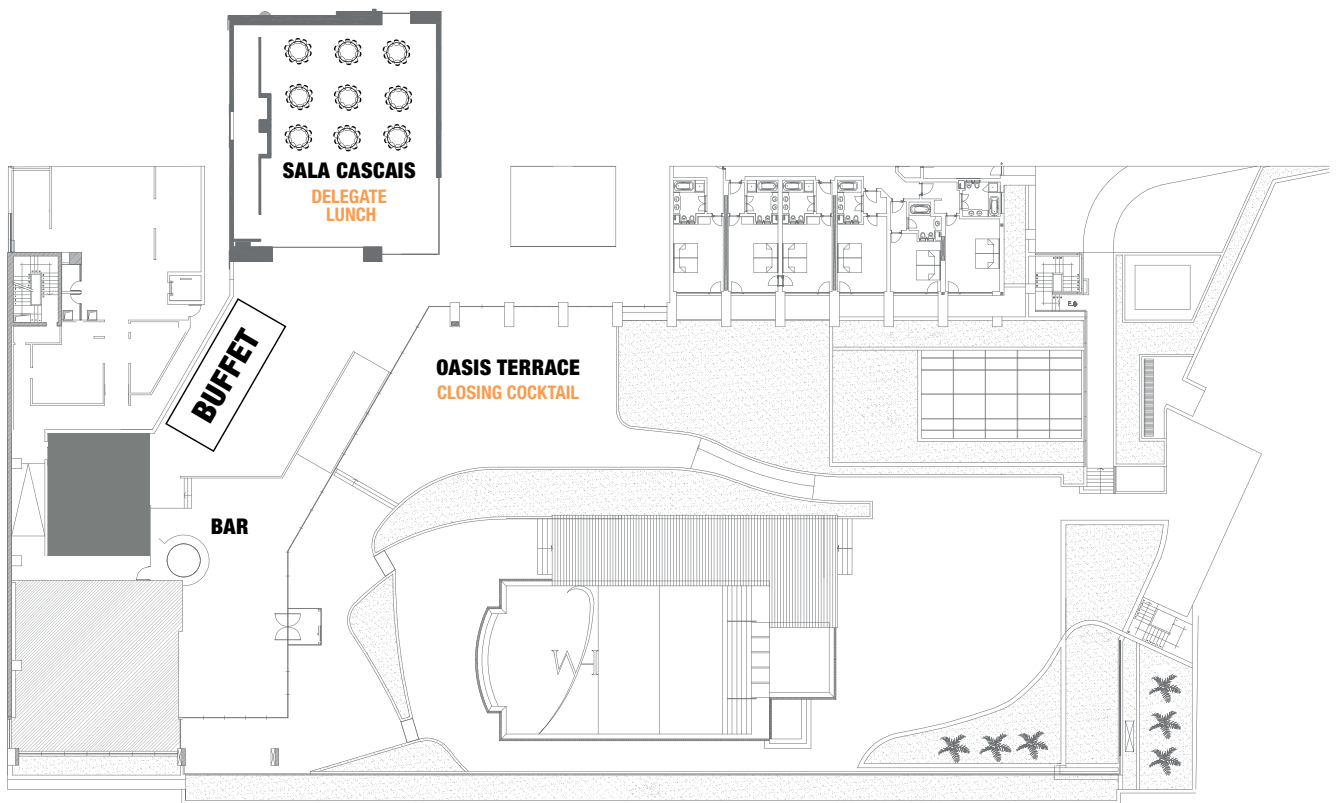 SALA CASCAIS
DELEGATE
LUNCH
BUFFET
OASIS TERRACE
CLOSING COCKTAIL
BAR